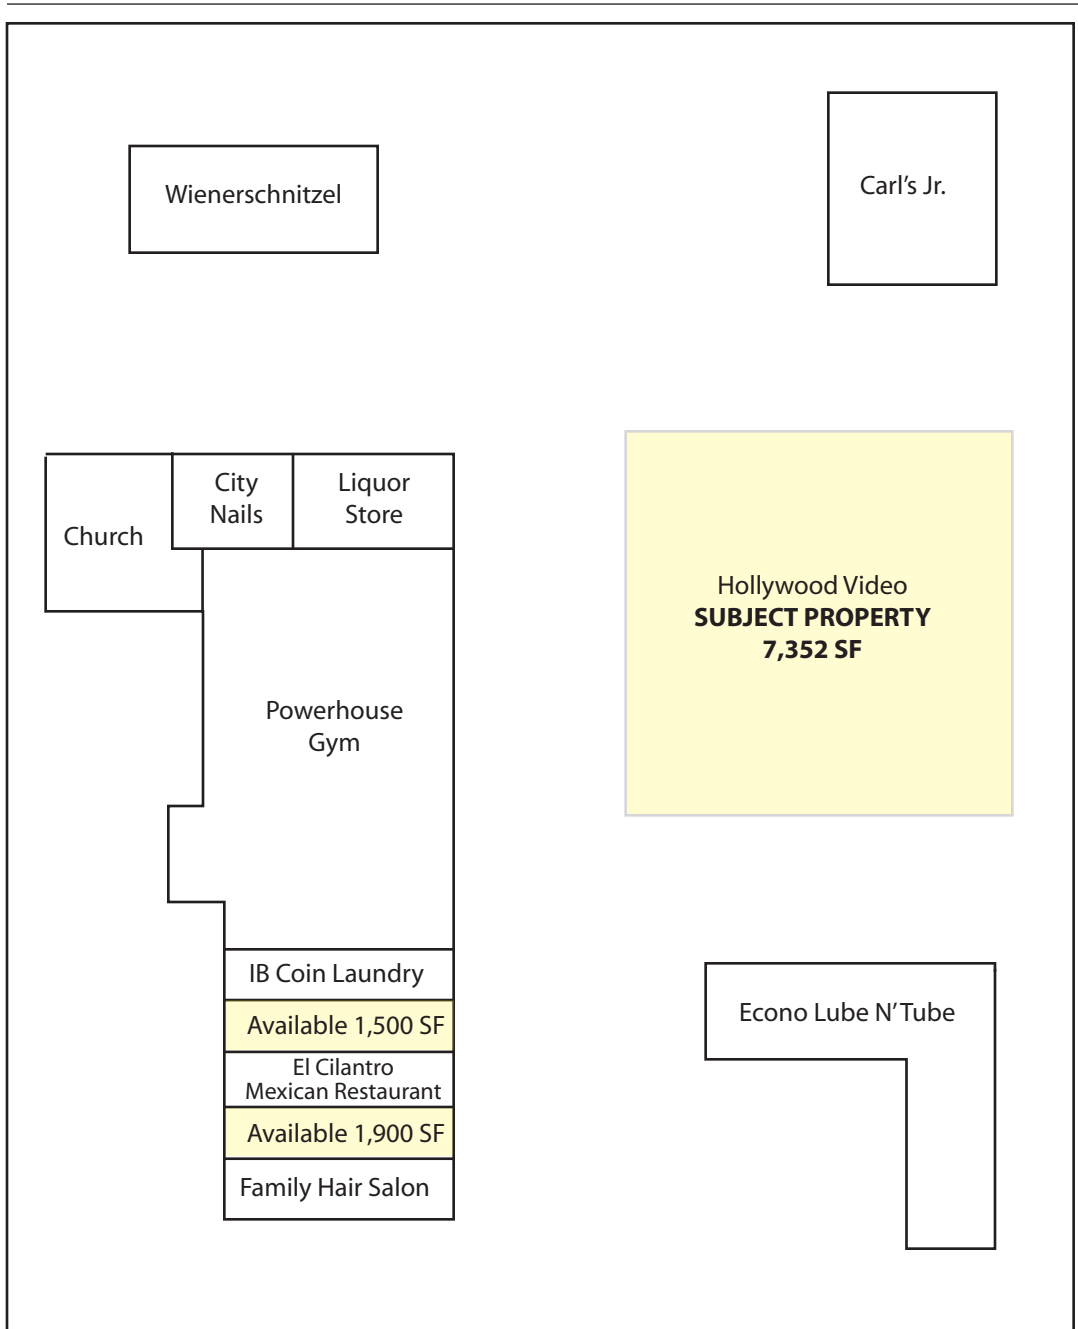 Wienerschnitzel
Carl's Jr.
City
Nails
Liquor
Store
Church
Hollywood Video
SUBJECT PROPERTY
7,352 SF
Powerhouse
Gym
IB Coin Laundry
Available 1,500 SF
El Cilantro
Mexican Restaurant
Available 1,900 SF
Family Hair Salon
Econo Lube N' Tube